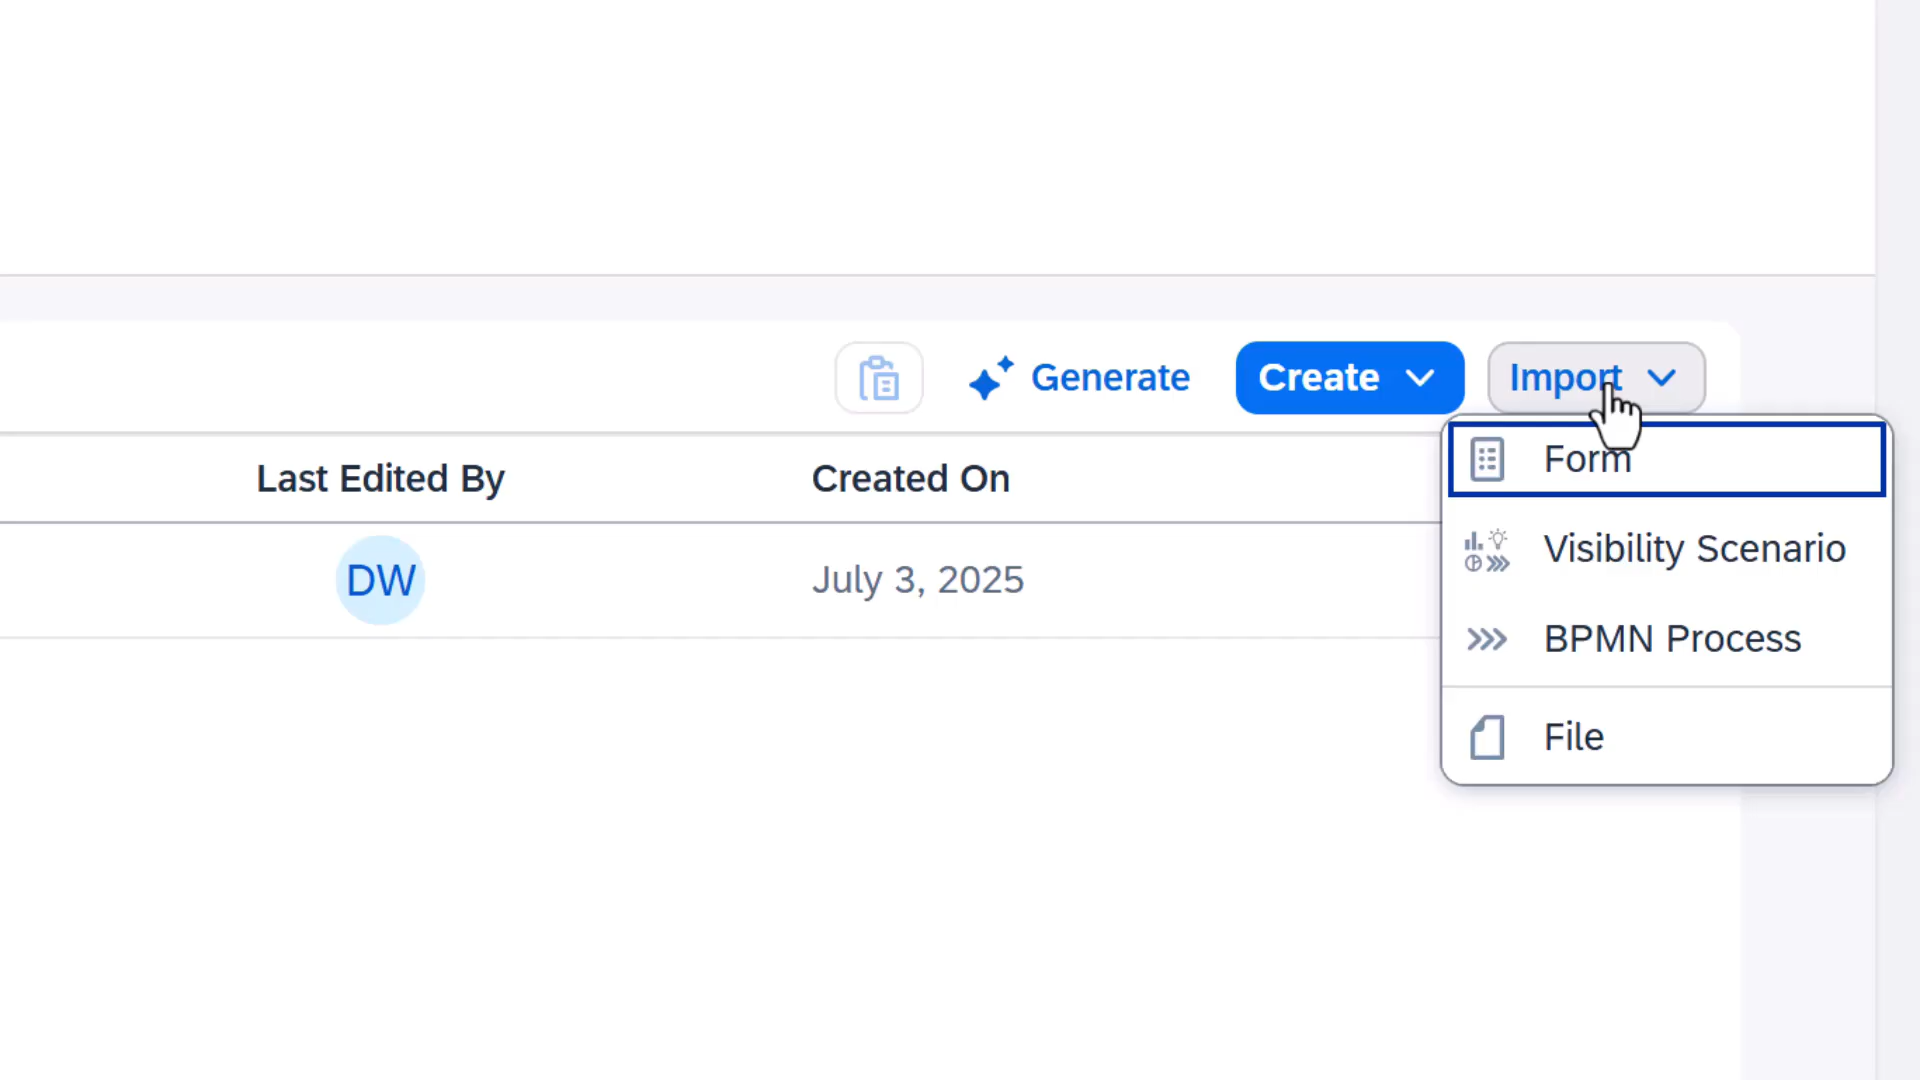 Generate Create Import
Last Edited By Created On
Form
Visibility Scenario
DW July 3, 2025
BPMN Process
File